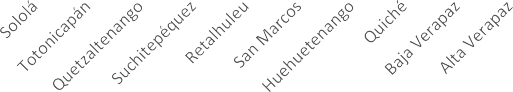 Sololá
Totonicapán
Quetzaltenango
Suchitepéquez
Retalhuleu
San Marcos
Huehuetenango
Quiché
Baja Verapaz
Alta Verapaz